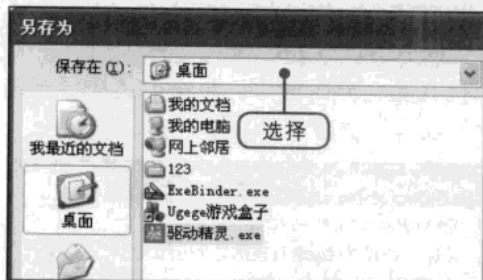 另存为
保存在(I):
桌面
我的文档
我的电脑
网上邻居
123
ExeBinder.exe
Ugege游戏盒子
驱动精灵.exe
选择
我最近的文档
桌面